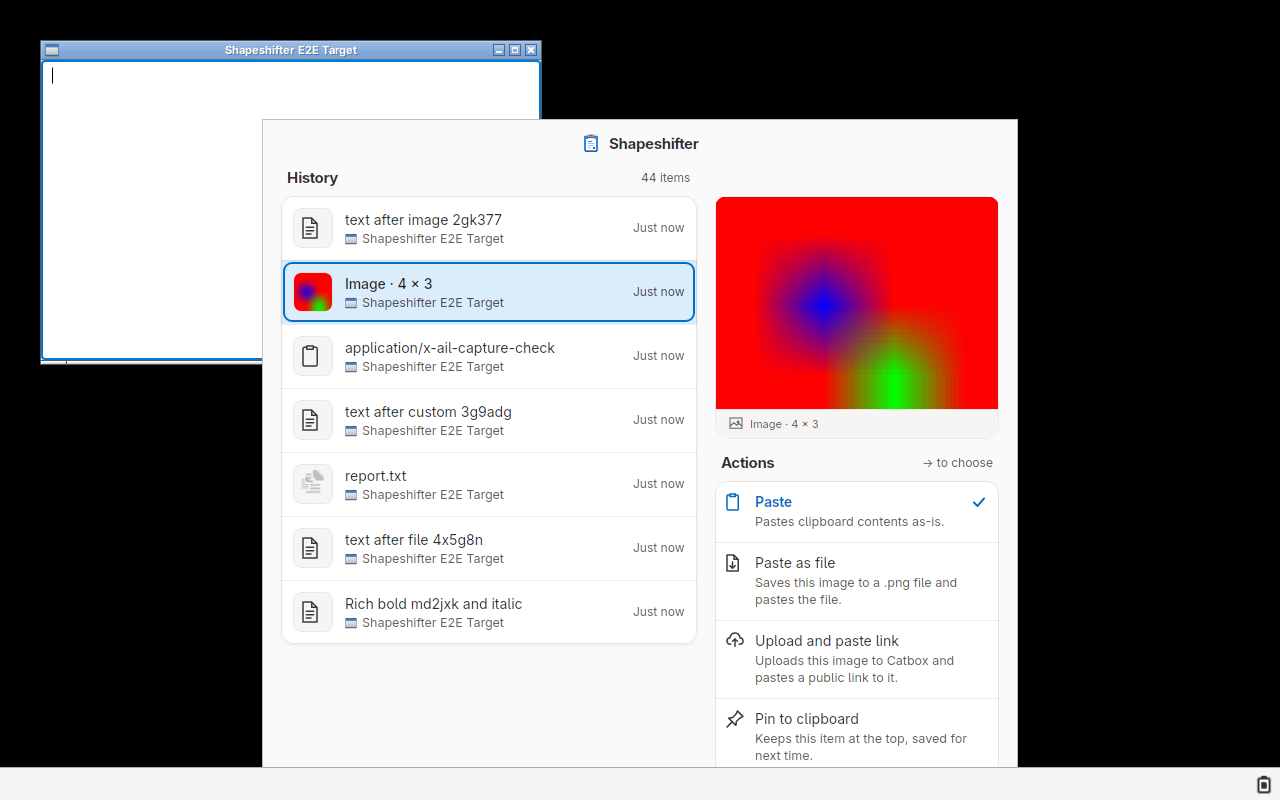 Shapeshifter E2E Target
Shapeshifter
History
44 items
text after image 2gk377
Shapeshifter E2E Target
Just now
Image · 4 × 3
Shapeshifter E2E Target
Just now
application/x-ail-capture-check
Shapeshifter E2E Target
Just now
text after custom 3g9adg
Shapeshifter E2E Target
Just now
report.txt
Shapeshifter E2E Target
Just now
text after file 4x5g8n
Shapeshifter E2E Target
Just now
Rich bold md2jxk and italic
Shapeshifter E2E Target
Just now
Image · 4 × 3
Actions
→ to choose
Paste
Pastes clipboard contents as-is.
Paste as file
Saves this image to a .png file and
pastes the file.
Upload and paste link
Uploads this image to Catbox and
pastes a public link to it.
Pin to clipboard
Keeps this item at the top, saved for
next time.